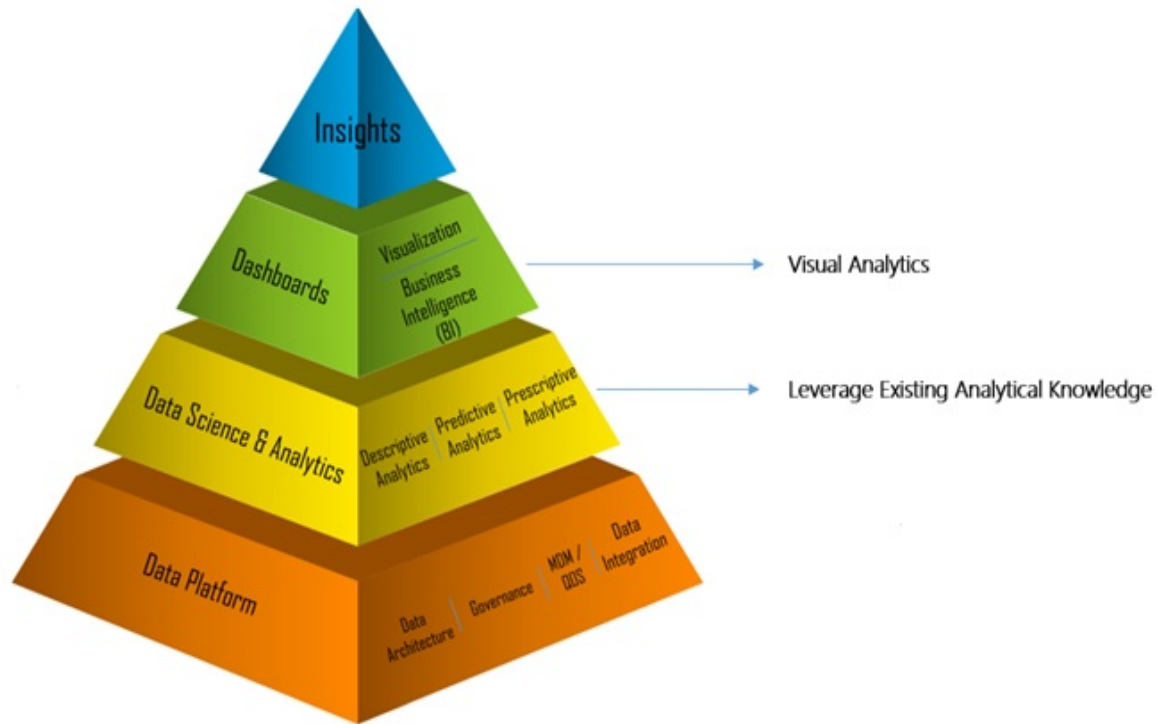 Insights
Dashboards
Visualization
Business
Intelligence
(BI)
Visual Analytics
Data Science & Analytics
Descriptive
Analytics
Predictive
Analytics
Prescriptive
Analytics
Leverage Existing Analytical Knowledge
Data Platform
Data
Architecture
Governance
MDM /
QOS
Data
Integration